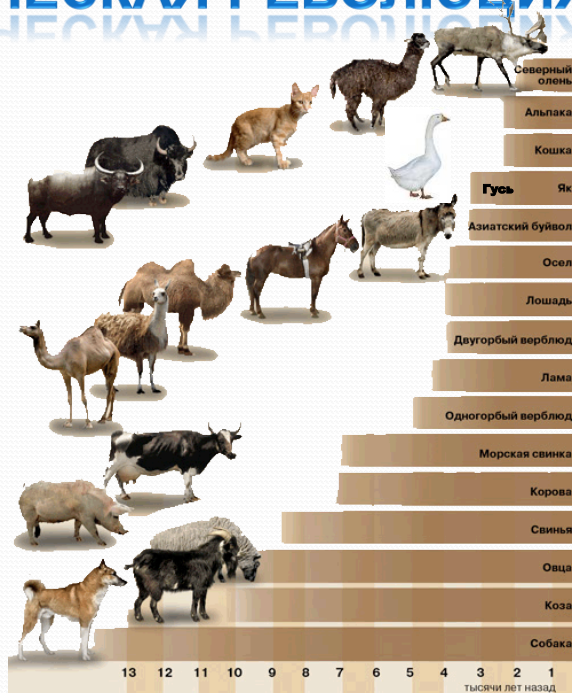 ЧЕСКАЯ РЕВОЛЮЦИЯ
Северный
олень
Альпака
Кошка
Гусь Як
Азиатский буйвол
Осел
Лошадь
Двугорбый верблюд
Лама
Одногорбый верблюд
Морская свинка
Корова
Свинья
Овца
Коза
Собака
13 12 11 10 9 8 7 6 5 4 3 2 1
тысячи лет назад